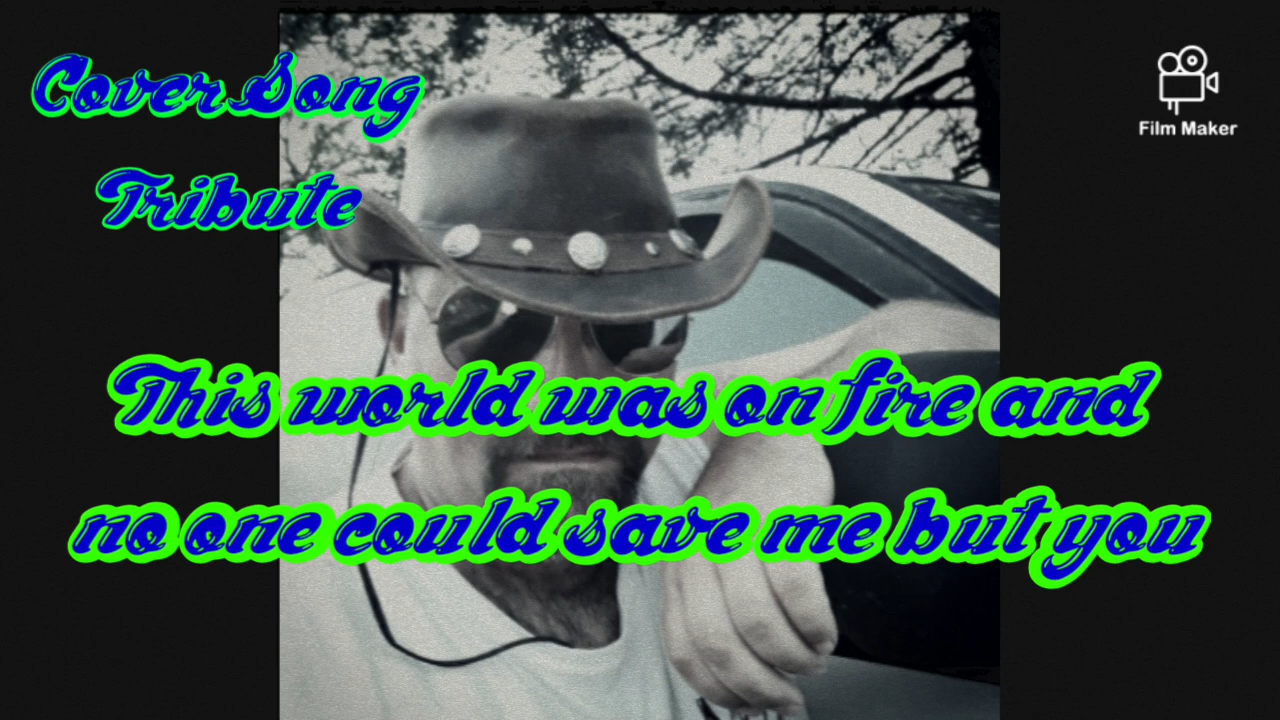 Cover Song
Tribute
Film Maker
This world was on fire and
no one could save me but you